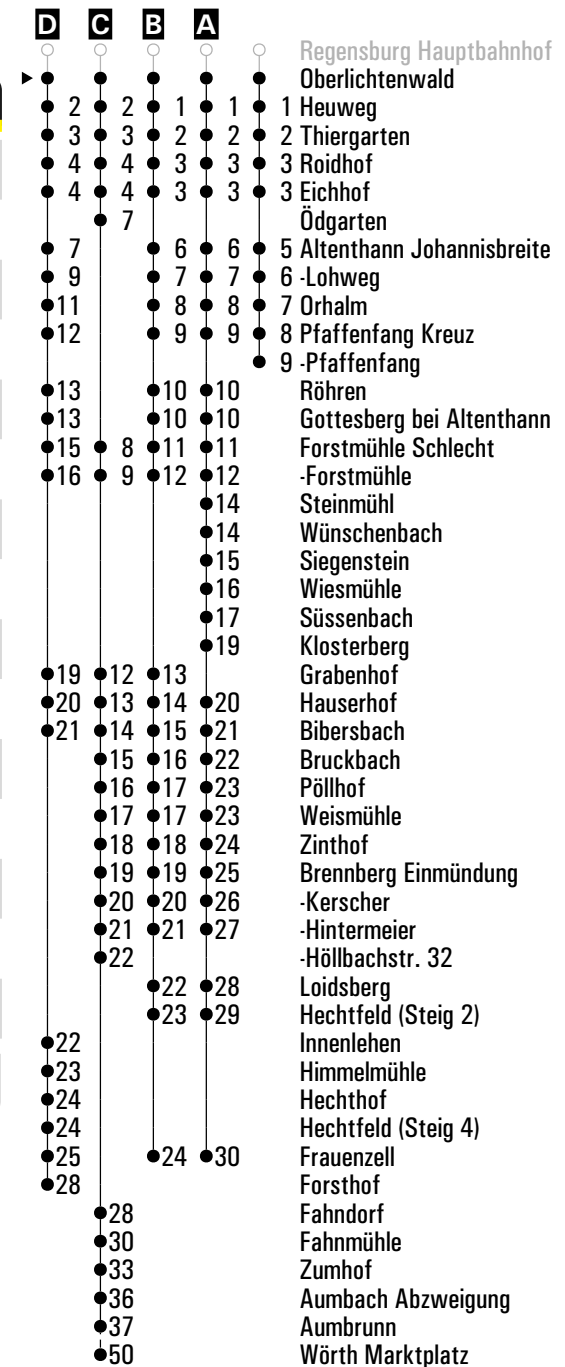 D C B A
Regensburg Hauptbahnhof
Oberlichtenwald
2 2 1 1 1 Heuweg
3 3 2 2 2 Thiergarten
4 4 3 3 3 Roidhof
4 4 3 3 3 Eichhof
7 Ödgarten
7 6 6 5 Altenthann Johannisbreite
9 7 7 6 -Lohweg
11 8 8 7 Orhalm
12 9 9 8 Pfaffenfang Kreuz
9 -Pfaffenfang
13 10 10 Röhren
13 10 10 Gottesberg bei Altenthann
15 8 11 11 Forstmühle Schlecht
16 9 12 12 -Forstmühle
14 Steinmühl
14 Wünschenbach
15 Siegenstein
16 Wiesmühle
17 Süssenbach
19 Klosterberg
19 12 13 Grabenhof
20 13 14 20 Hauserhof
21 14 15 21 Bibersbach
15 16 22 Bruckbach
16 17 23 Pöllhof
17 17 23 Weismühle
18 18 24 Zinthof
19 19 25 Brennberg Einmündung
20 20 26 -Kerscher
21 21 27 -Hintermeier
22 -Höllbachstr. 32
22 28 Loidsberg
23 29 Hechtfeld (Steig 2)
22 Innenlehen
23 Himmelmühle
24 Hechthof
24 Hechtfeld (Steig 4)
25 24 30 Frauenzell
28 Forsthof
28 Fahndorf
30 Fahnmühle
33 Zumhof
36 Aumbach Abzweigung
37 Aumbrunn
50 Wörth Marktplatz